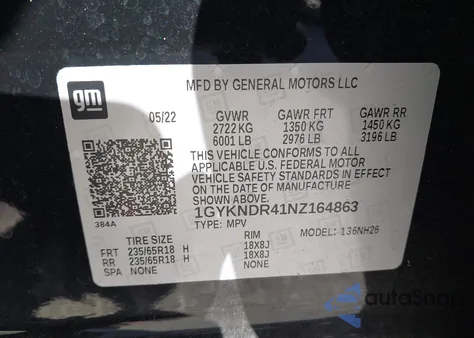 gm
MFD BY GENERAL MOTORS LLC
05/22 GVWR GAWR FRT GAWR RR
2722 KG 1350 KG 1450 KG
6001 LB 2976 LB 3196 LB
THIS VEHICLE CONFORMS TO ALL
APPLICABLE U.S. FEDERAL MOTOR
VEHICLE SAFETY STANDARDS IN EFFECT
ON THE DATE OF MANUFACTURE
SHOWN ABOVE.
384A
1GYKNDR41NZ164863
TYPE: MPV MODEL: 136NH26
TIRE SIZE RIM
FRT 235/65R18 H 18X8J
RR 235/65R18 H 18X8J
SPA NONE NONE
autoSnap